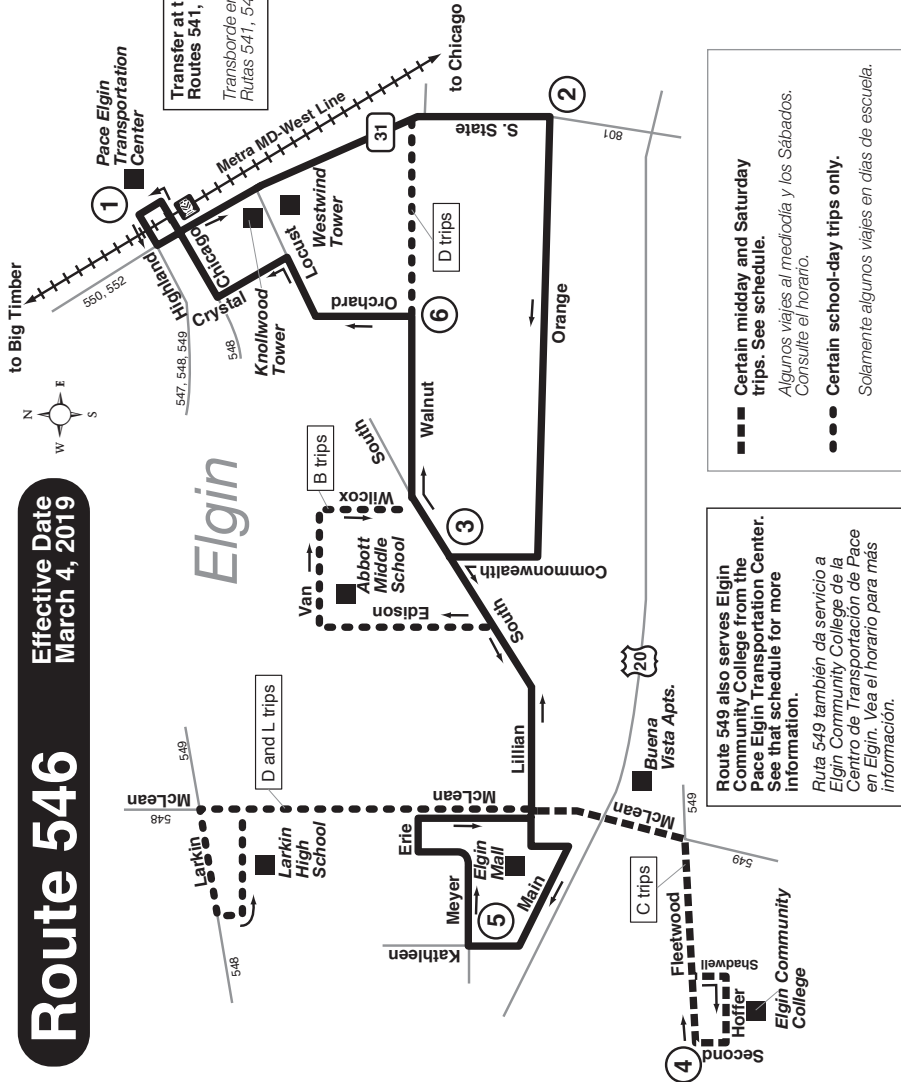 Route 546
Effective Date
March 4, 2019
Elgin
to Big Timber
N
E
S
W
1
Pace Elgin
Transportation
Center
Transfer at t
Routes 541,
Transborde en
Rutas 541, 54
Metra MD-West Line
to Chicago
550, 552
547, 548, 549
548
Highland
Chicago
Crystal
Locust
Knollwood
Tower
Westwind
Tower
31
S. State
2
801
D trips
Orchard
6
Orange
Walnut
South
B trips
Wilcox
Van
Abbott
Middle
School
Edison
3
Commonwealth
South
Lillian
20
D and L trips
549
McLean
548
McLean
Larkin
Larkin
High
School
548
Erie
Meyer
Elgin
Mall
5
Main
Kathleen
Buena
Vista Apts.
McLean
549
549
C trips
Fleetwood
Shadwell
Hoffer
Second
4
Elgin Community
College
Route 549 also serves Elgin
Community College from the
Pace Elgin Transportation Center.
See that schedule for more
information.
Ruta 549 también da servicio a
Elgin Community College de la
Centro de Transportación de Pace
en Elgin. Vea el horario para más
información.
Certain midday and Saturday
trips. See schedule.
Algunos viajes al mediodía y los Sábados.
Consulte el horario.
Certain school-day trips only.
Solamente algunos viajes en días de escuela.